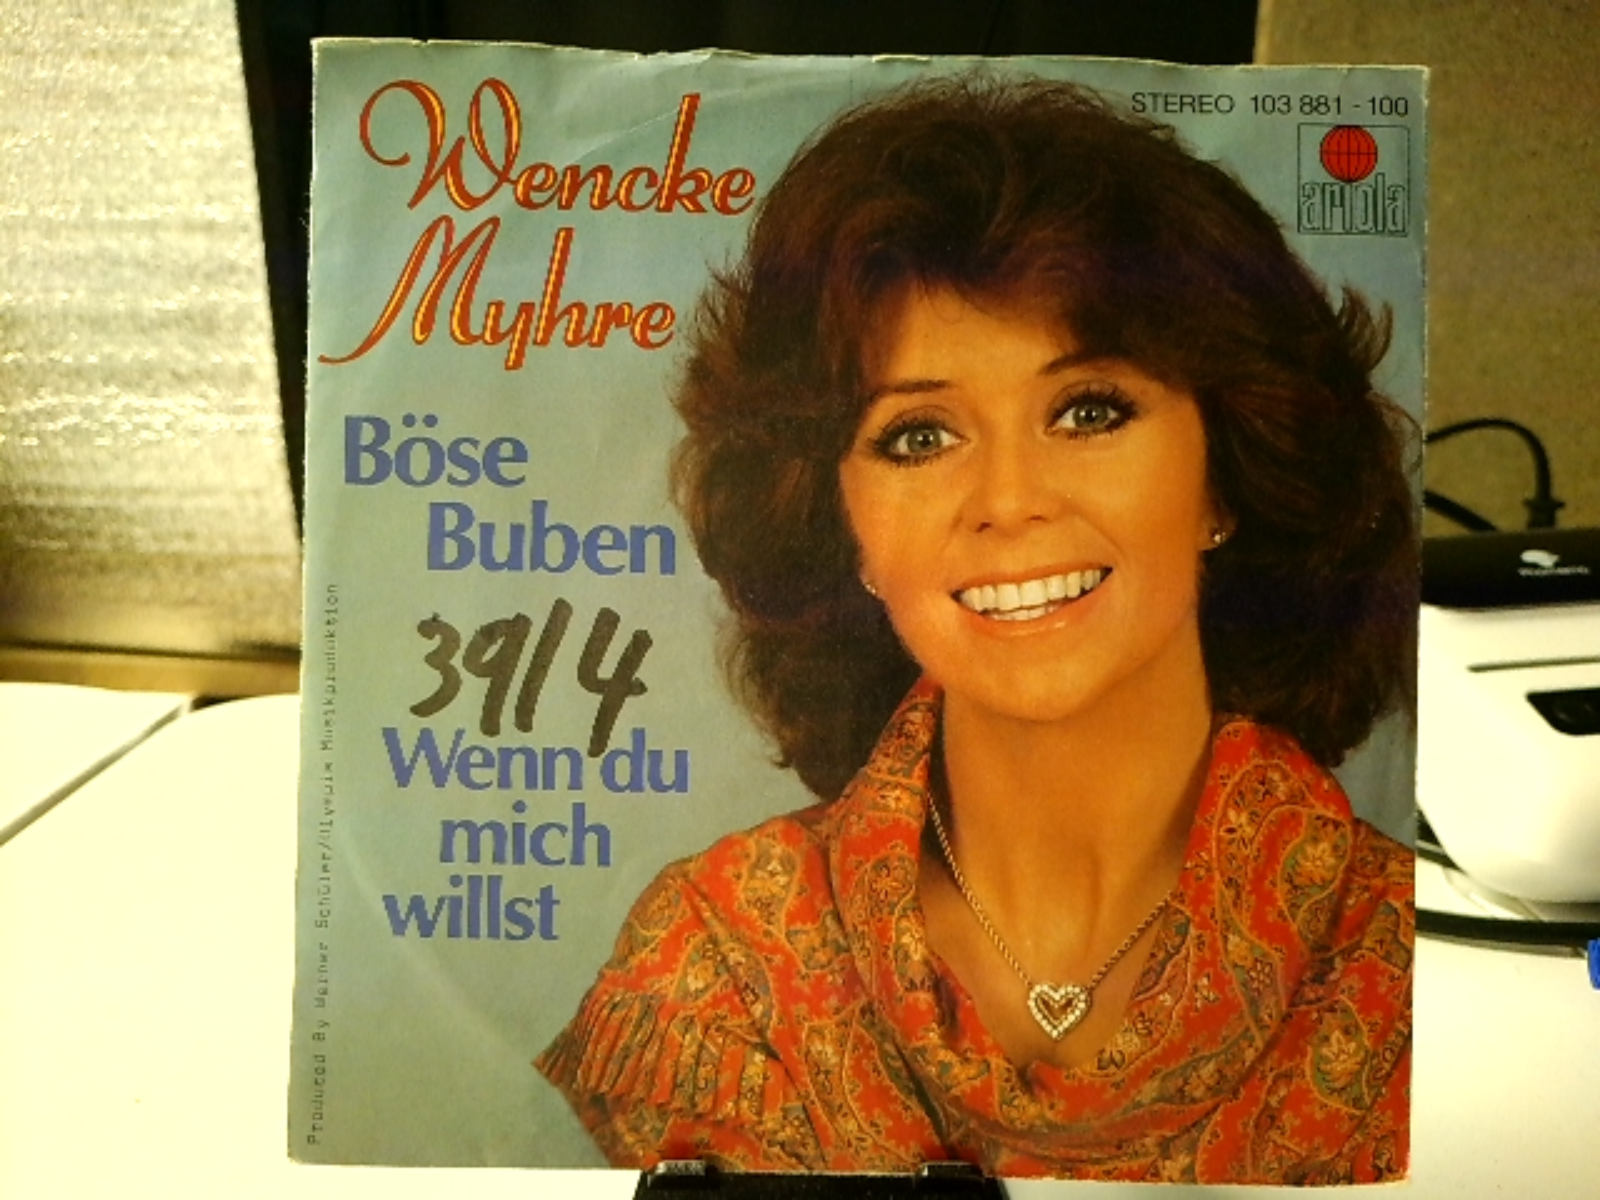 Wencke
Myhre
STEREO 103 881 - 100
ariola
Böse
Buben
39/4
Wenn du
mich
willst
Produced By Werner Schüler/Olympia Musikproduktion